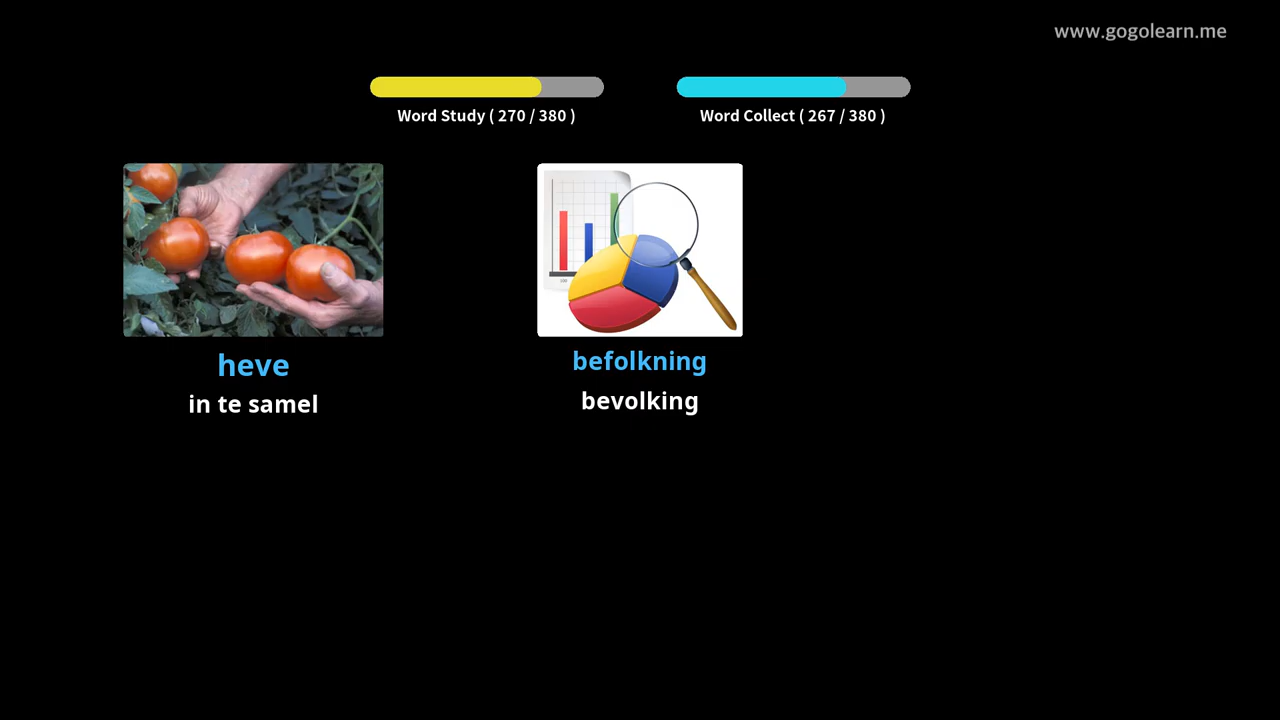 www.gogolearn.me
Word Study ( 270 / 380 )
Word Collect ( 267 / 380 )
heve
in te samel
befolkning
bevolking